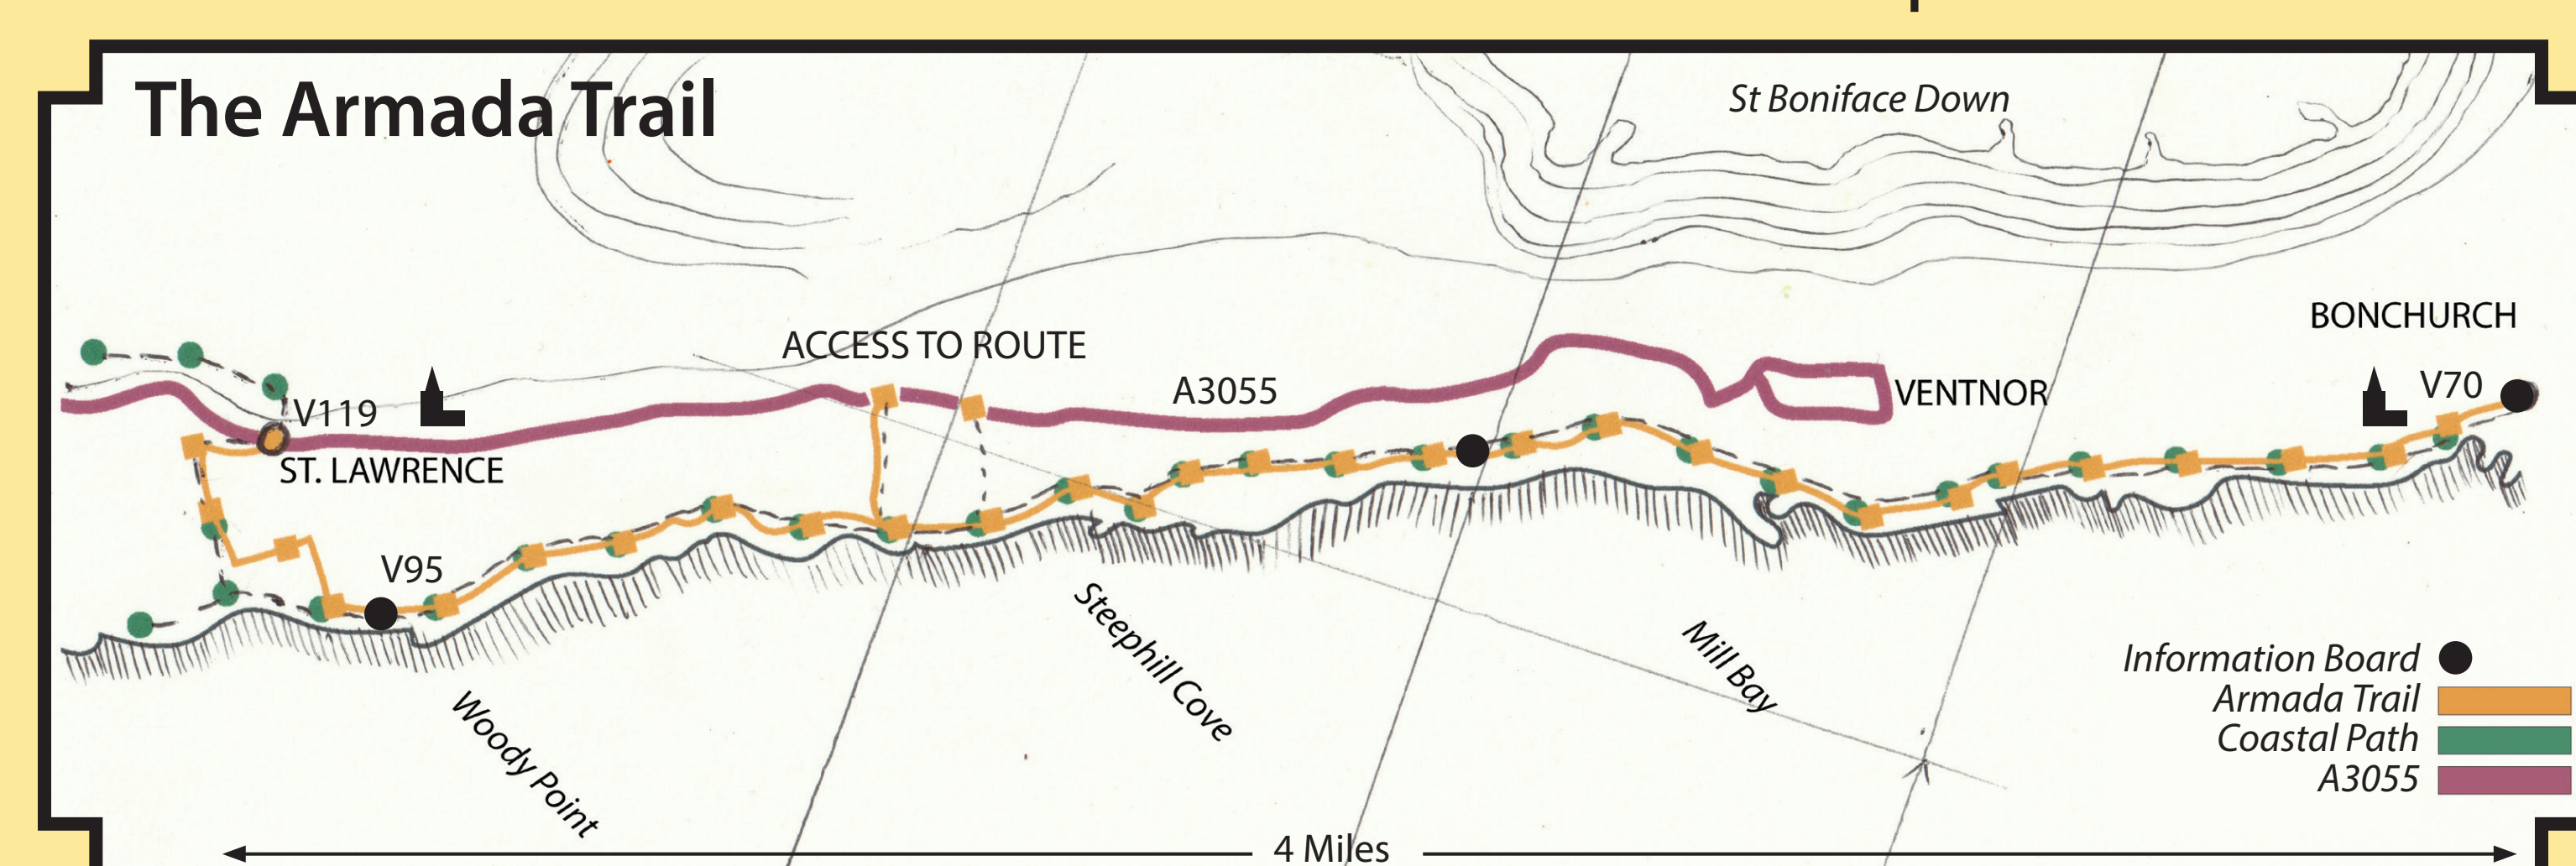 The Armada Trail
St Boniface Down
BONCHURCH
ACCESS TO ROUTE
A3055
VENTNOR
V70
V119
ST. LAWRENCE
V95
Woody Point
Steephill Cove
Mill Bay
Information Board
Armada Trail
Coastal Path
A3055
4 Miles